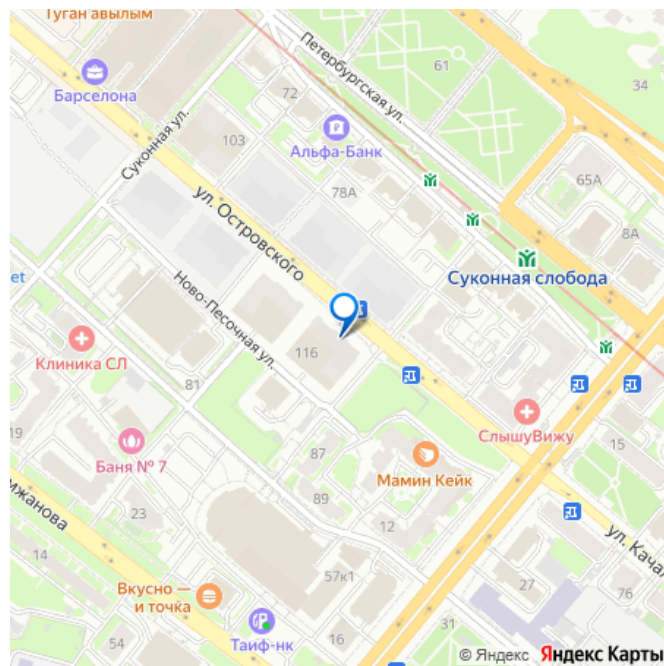 Туган авылым
Барселона
Суконная ул.
72
61
Петербургская ул.
34
103
Альфа-Банк
78А
65А
8А
ул. Островского
Суконная слобода
et
Ново-Песочная ул.
Клиника СЛ
116
81
СлышуВижу
19
Баня № 7
87
Мамин Кейк
15
89
23
12
мжанова
14
57к1
ул. Кача
27
76
Вкусно —
и точка
Таиф-нк
31
54
16
© Яндекс Яндекс Карты